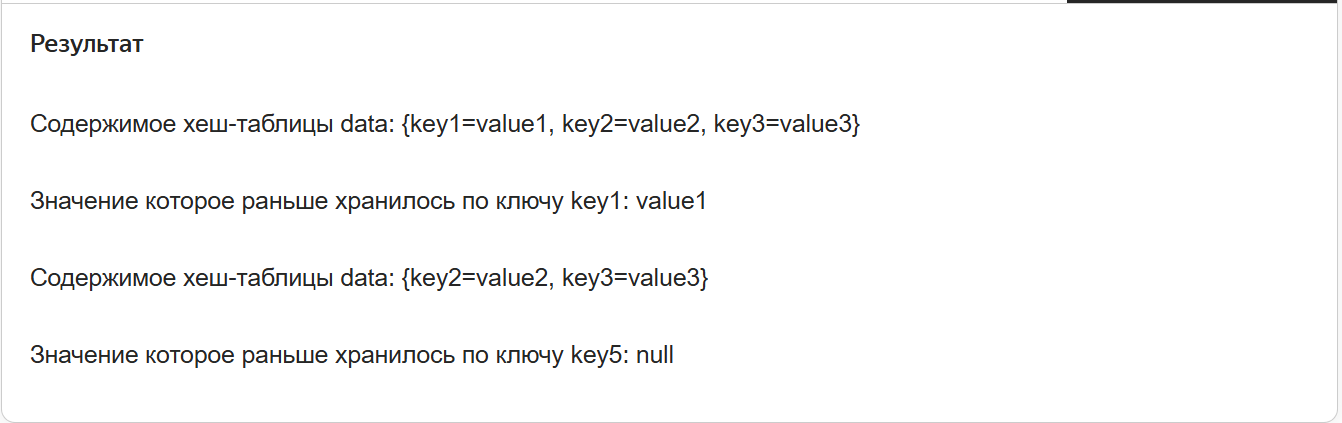 Результат
Содержимое хеш-таблицы data: {key1=value1, key2=value2, key3=value3}
Значение которое раньше хранилось по ключу key1: value1
Содержимое хеш-таблицы data: {key2=value2, key3=value3}
Значение которое раньше хранилось по ключу key5: null